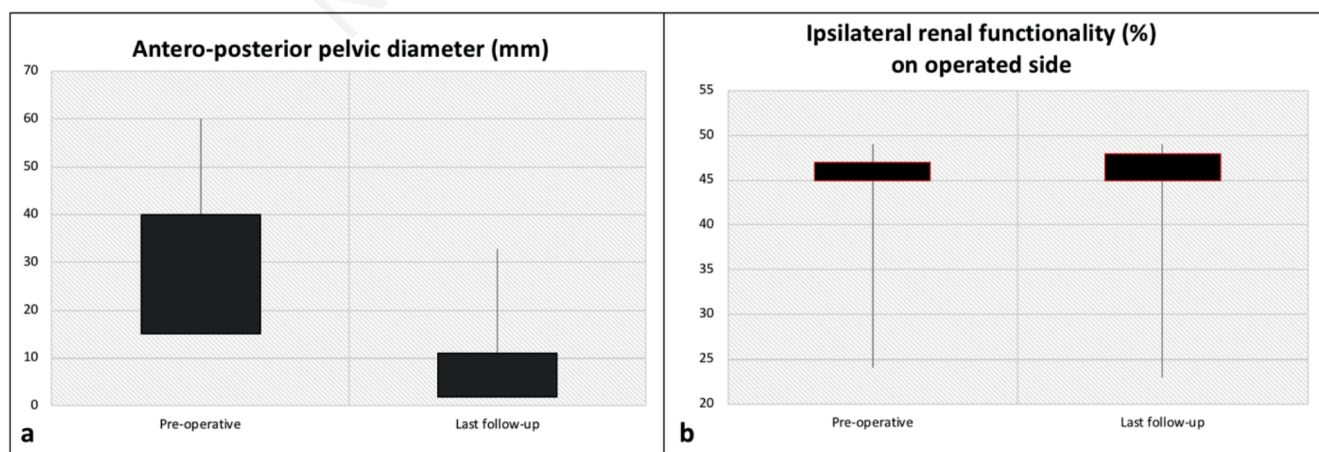 Antero-posterior pelvic diameter (mm)
70
60
50
40
30
20
10
0
Pre-operative
Last follow-up
a
Ipsilateral renal functionality (%)
on operated side
55
50
45
40
35
30
25
20
Pre-operative
Last follow-up
b